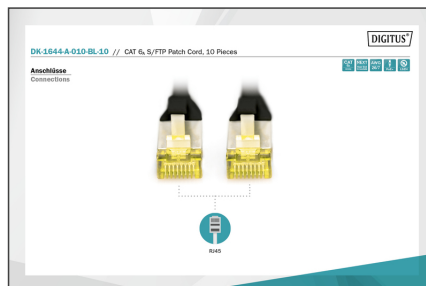 DIGITUS®
DK-1644-A-010-BL-10 // CAT 6A S/FTP Patch Cord, 10 Pieces
Anschlüsse
Connections
RJ45